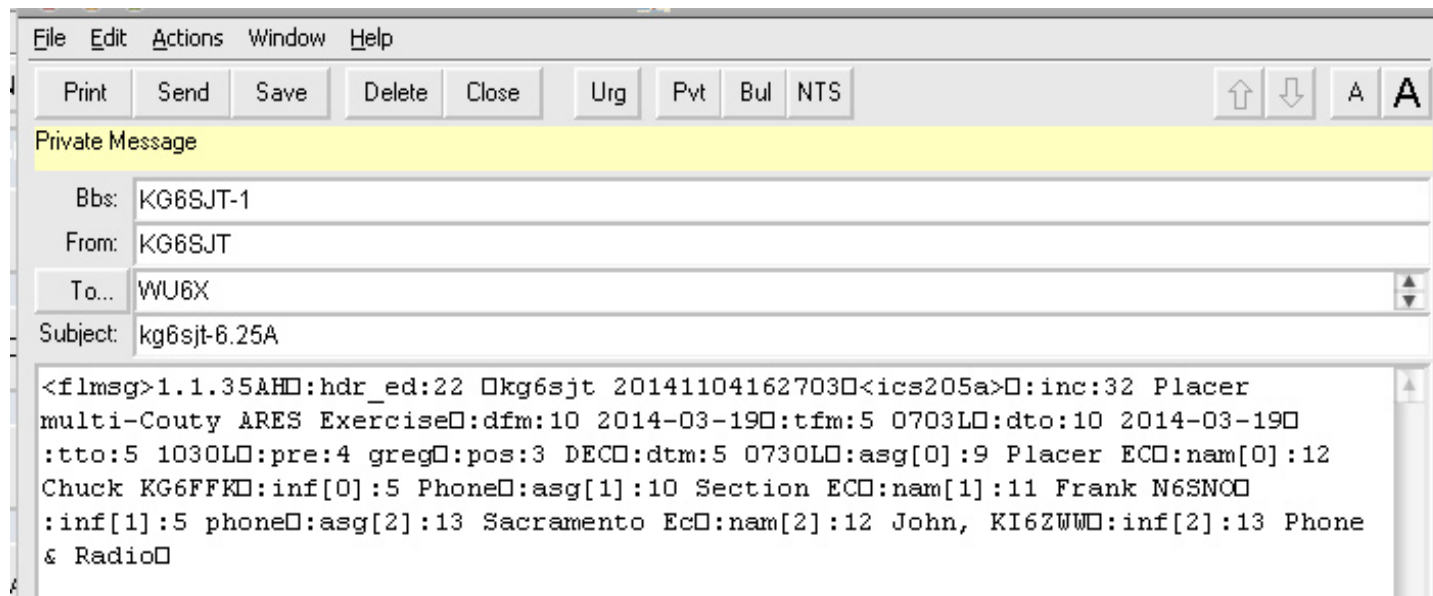 File Edit Actions Window Help
Print Send Save Delete Close Urg Pvt Bul NTS A A
Private Message
Bbs: KG6SJT-1
From: KG6SJT
To... WU6X
Subject: kg6sjt-6.25A
<flmsg>1.1.35AH□:hdr_ed:22 □kg6sjt 20141104162703□<ics205a>□:inc:32 Placer
multi-Couty ARES Exercise□:dfm:10 2014-03-19□:tfm:5 0703L□:dto:10 2014-03-19□
:tto:5 1030L□:pre:4 greg□:pos:3 DEC□:dtm:5 0730L□:asg[0]:9 Placer EC□:nam[0]:12
Chuck KG6FFK□:inf[0]:5 Phone□:asg[1]:10 Section EC□:nam[1]:11 Frank N6SNO□
:inf[1]:5 phone□:asg[2]:13 Sacramento Ec□:nam[2]:12 John, KI6ZWW□:inf[2]:13 Phone
& Radio□